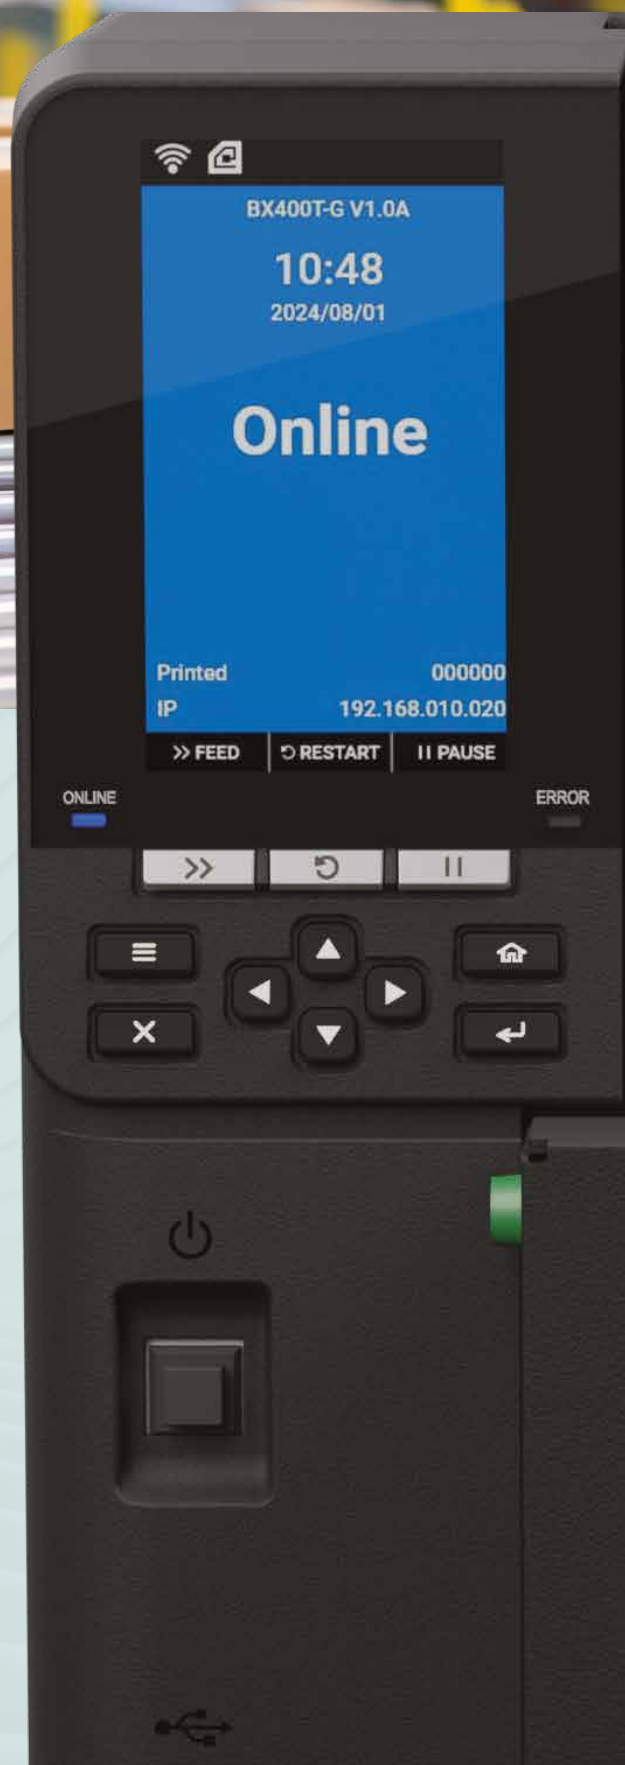 BX400T-G V1.0A
10:48
2024/08/01
Online
Printed 000000
IP 192.168.010.020
FEED RESTART PAUSE
ONLINE ERROR